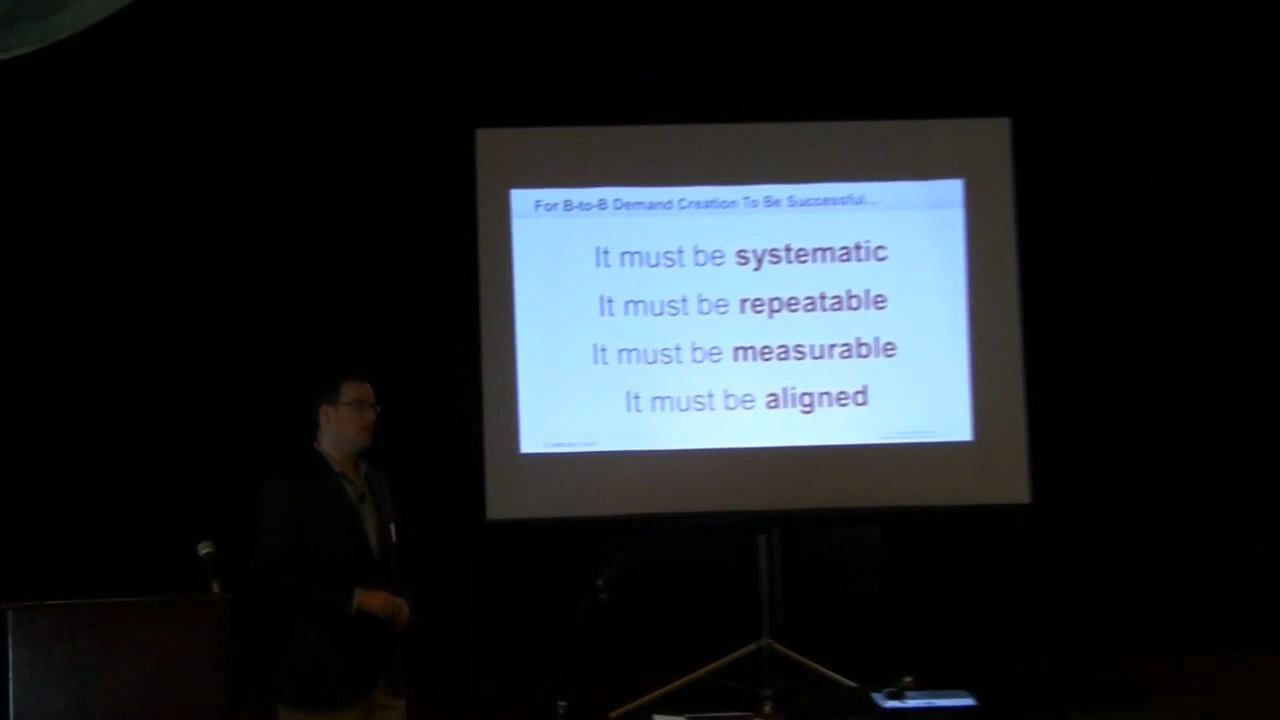 For B-to-B Demand Creation To Be Successful...
It must be systematic
It must be repeatable
It must be measurable
It must be aligned